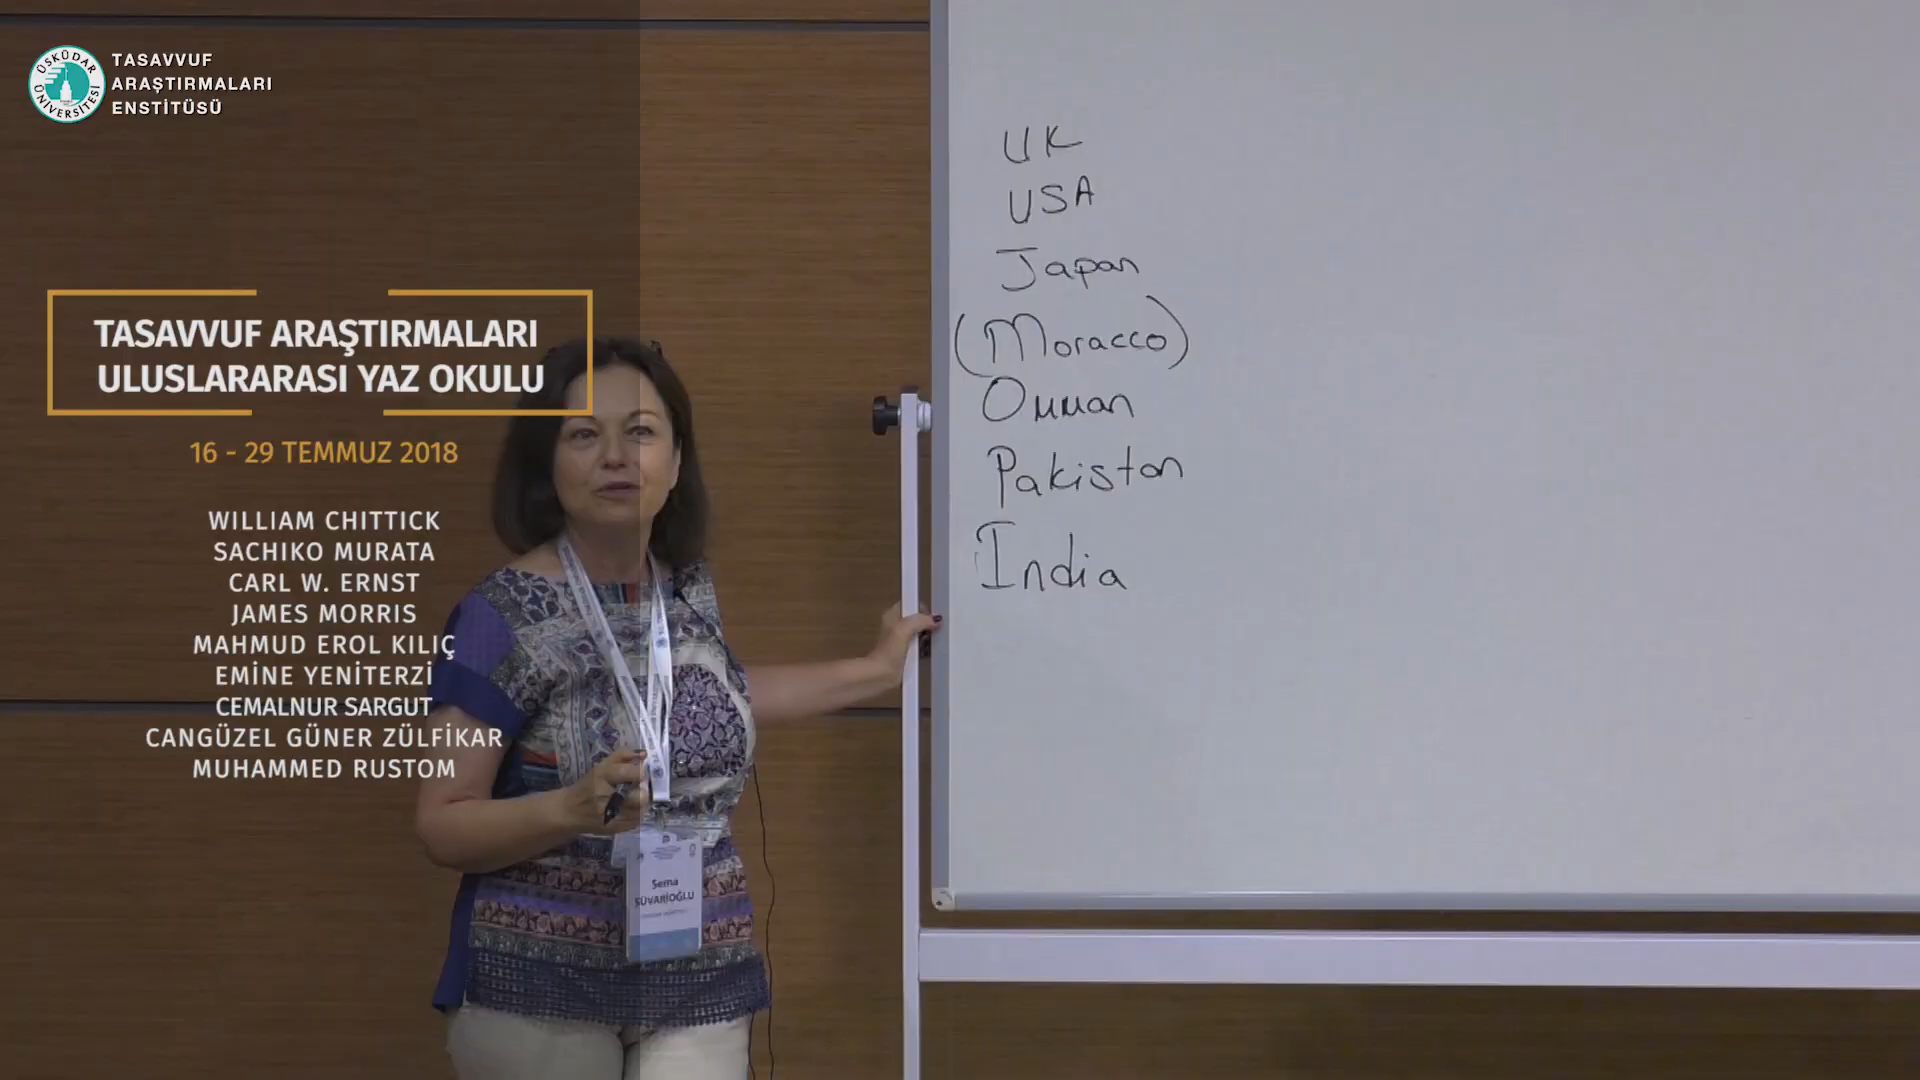 ÜSKÜDAR ÜNİVERSİTESİ
TASAVVUF
ARAŞTIRMALARI
ENSTİTÜSÜ
TASAVVUF ARAŞTIRMALARI
ULUSLARARASI YAZ OKULU
16 - 29 TEMMUZ 2018
WILLIAM CHITTICK
SACHIKO MURATA
CARL W. ERNST
JAMES MORRIS
MAHMUD EROL KILIÇ
EMİNE YENİTERZİ
CEMALNUR SARGUT
CANGÜZEL GÜNER ZÜLFİKAR
MUHAMMED RUSTOM
UK
USA
Japan
(Moracco)
Omman
Pakistan
India
Sema
SÜVARİOĞLU